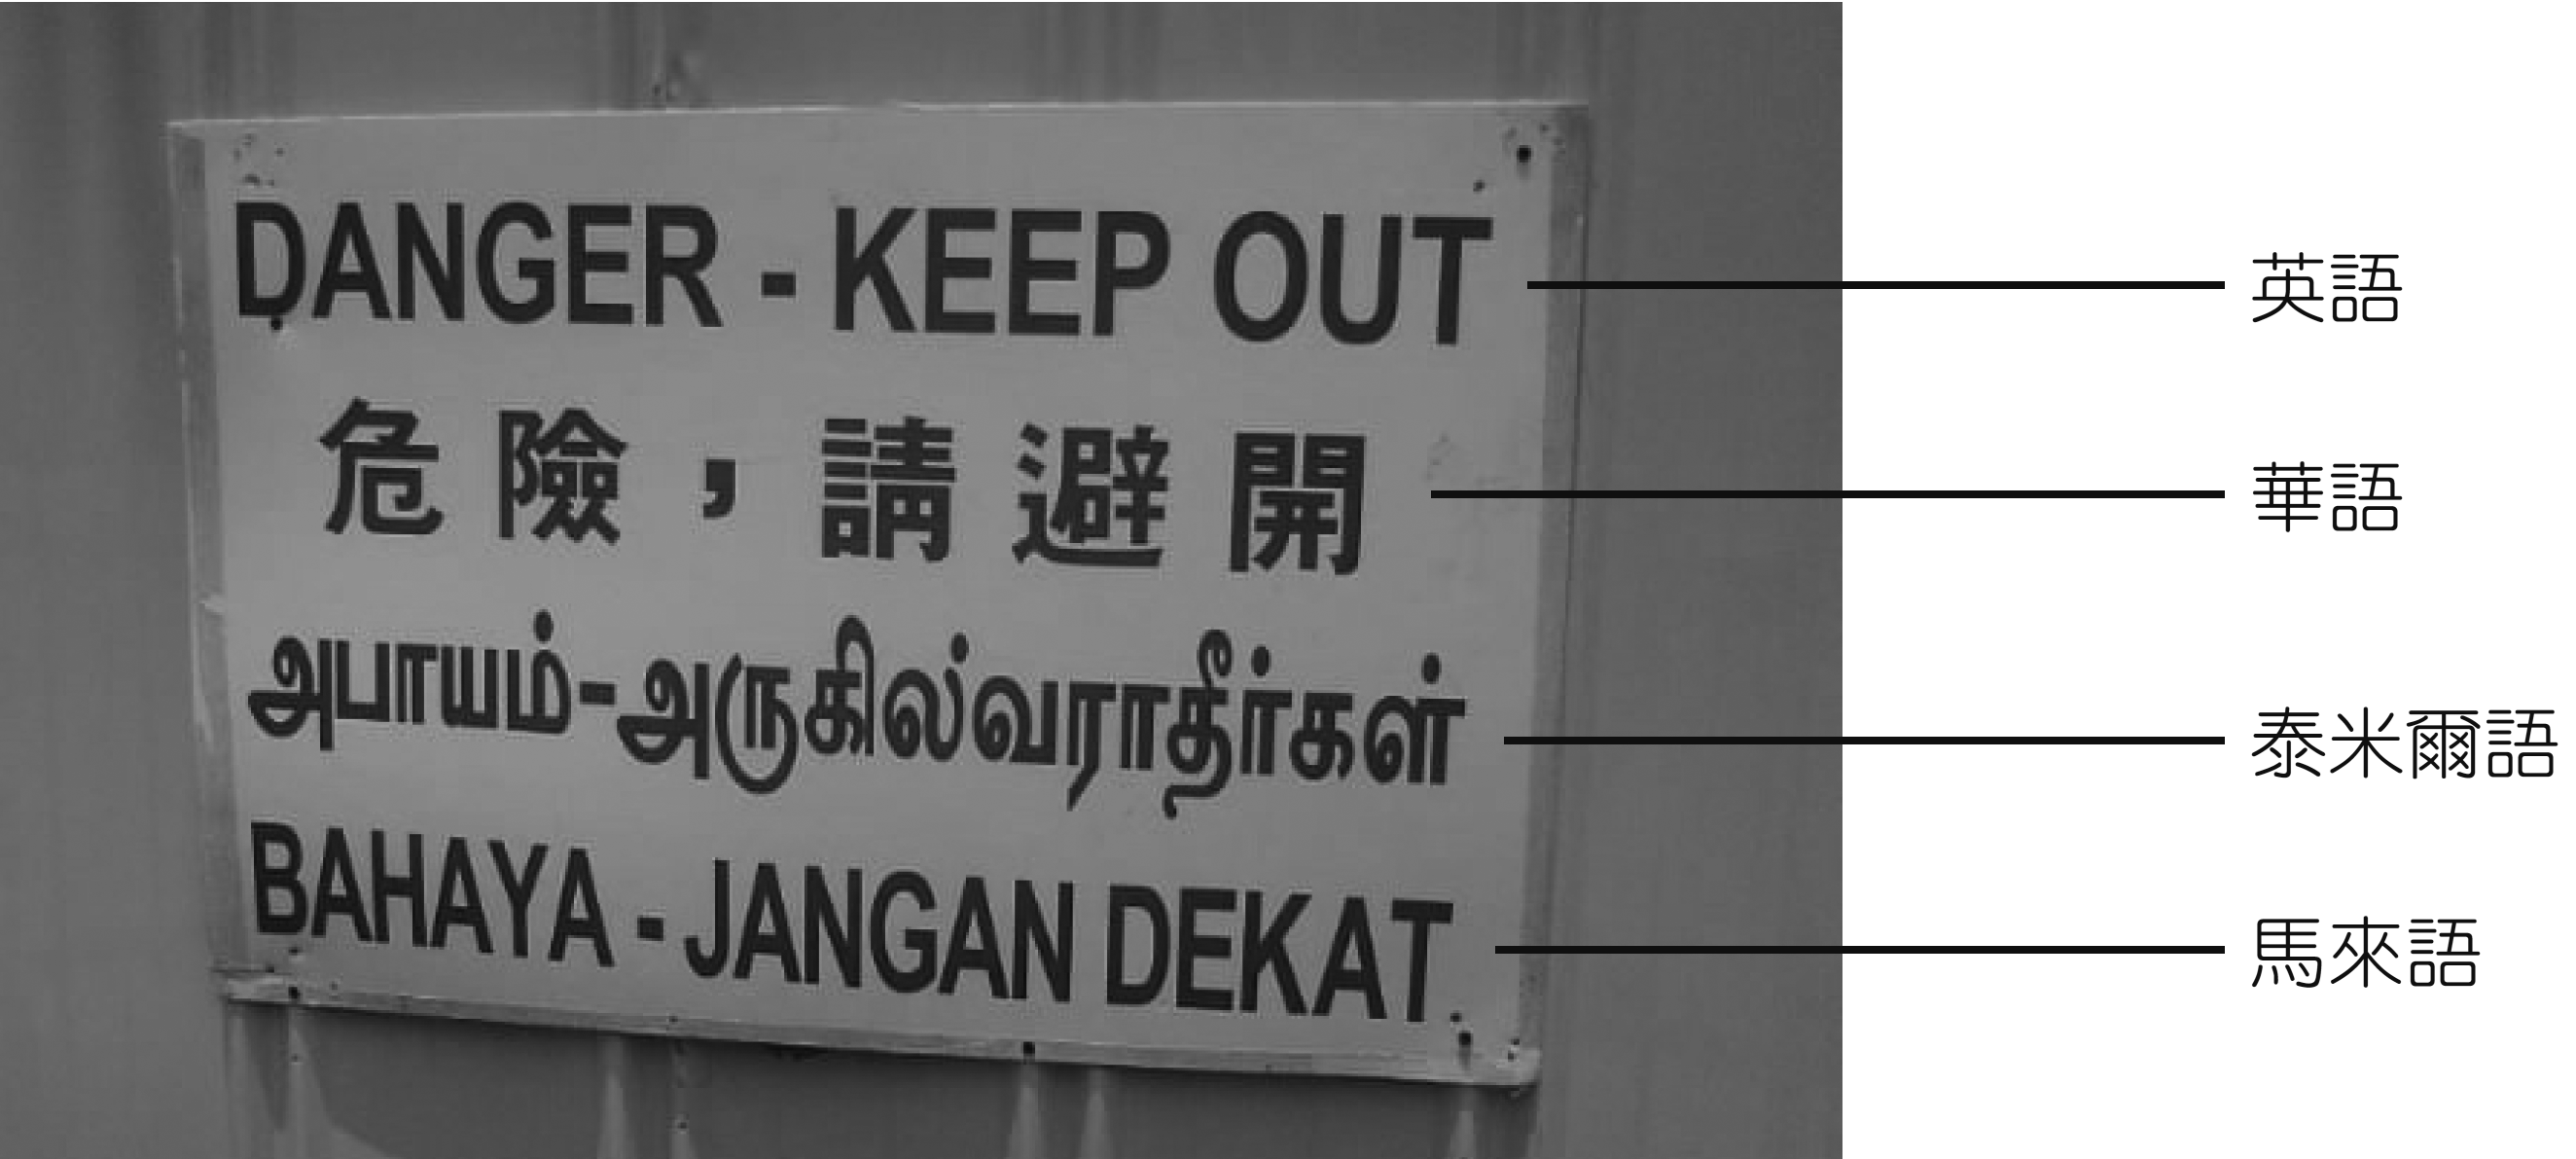 DANGER - KEEP OUT
英語
危險，請避開
華語
அபாயம்-அருகில்வராதீர்கள்
泰米爾語
BAHAYA - JANGAN DEKAT
馬來語